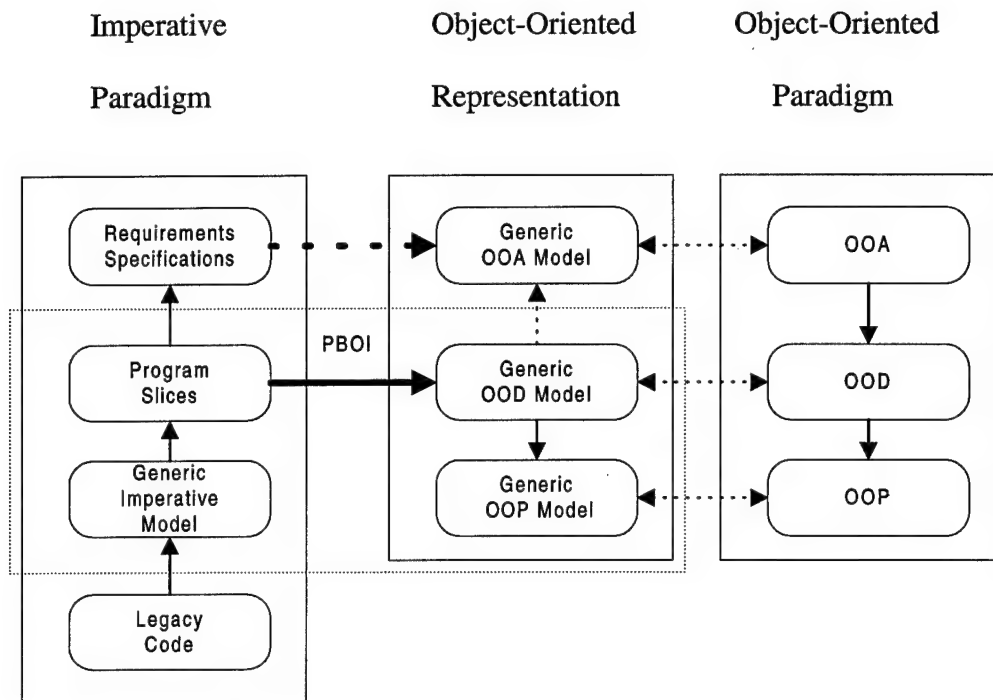 Imperative
Paradigm
Object-Oriented
Representation
Object-Oriented
Paradigm
Requirements
Specifications
Generic
OOA Model
OOA
PBOI
Program
Slices
Generic
OOD Model
OOD
Generic
Imperative
Model
Generic
OOP Model
OOP
Legacy
Code